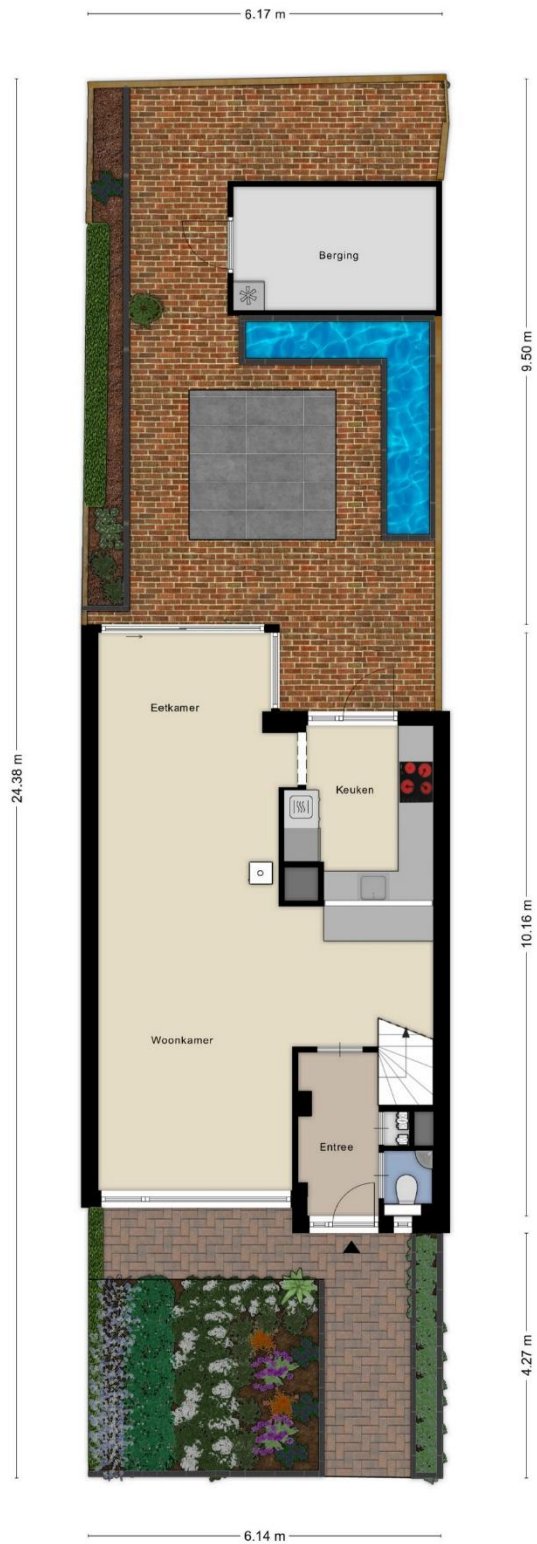 6.17 m
Berging
9.50 m
Eetkamer
24.38 m
Keuken
10.16 m
Woonkamer
Entree
4.27 m
6.14 m